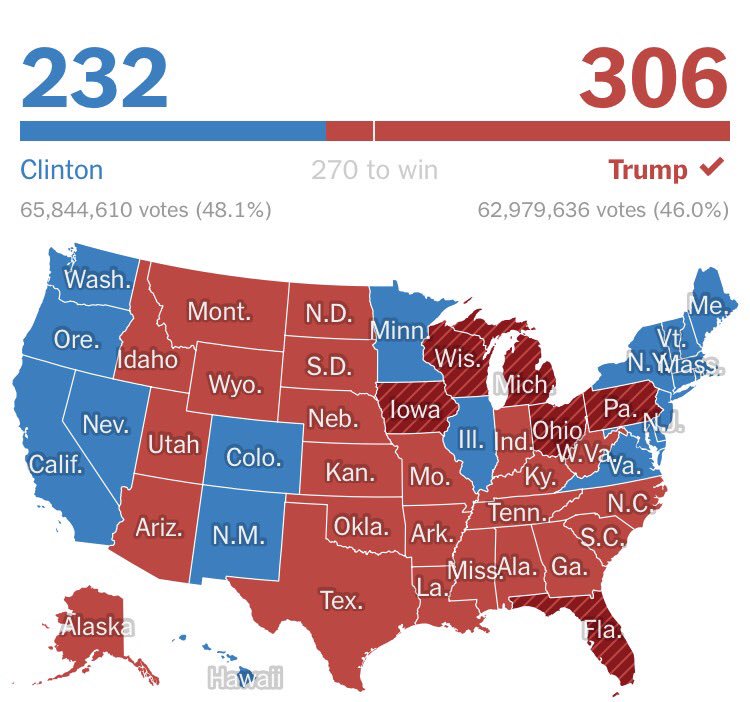 232 306
Clinton 270 to win Trump ✓
65,844,610 votes (48.1%) 62,979,636 votes (46.0%)
Wash.
Me.
Mont.
N.D.
Minn.
Vt.
Ore.
Idaho
Wis.
N.Y.
Mass.
S.D.
Mich.
Wyo.
Iowa
Pa.
Neb.
N.J.
Nev.
Ohio
Ill.
Ind.
Utah
Colo.
W.Va.
Va.
Calif.
Kan.
Mo.
Ky.
N.C.
Tenn.
Ariz.
N.M.
Okla.
Ark.
S.C.
Miss.
Ala.
Ga.
La.
Tex.
Alaska
Fla.
Hawaii